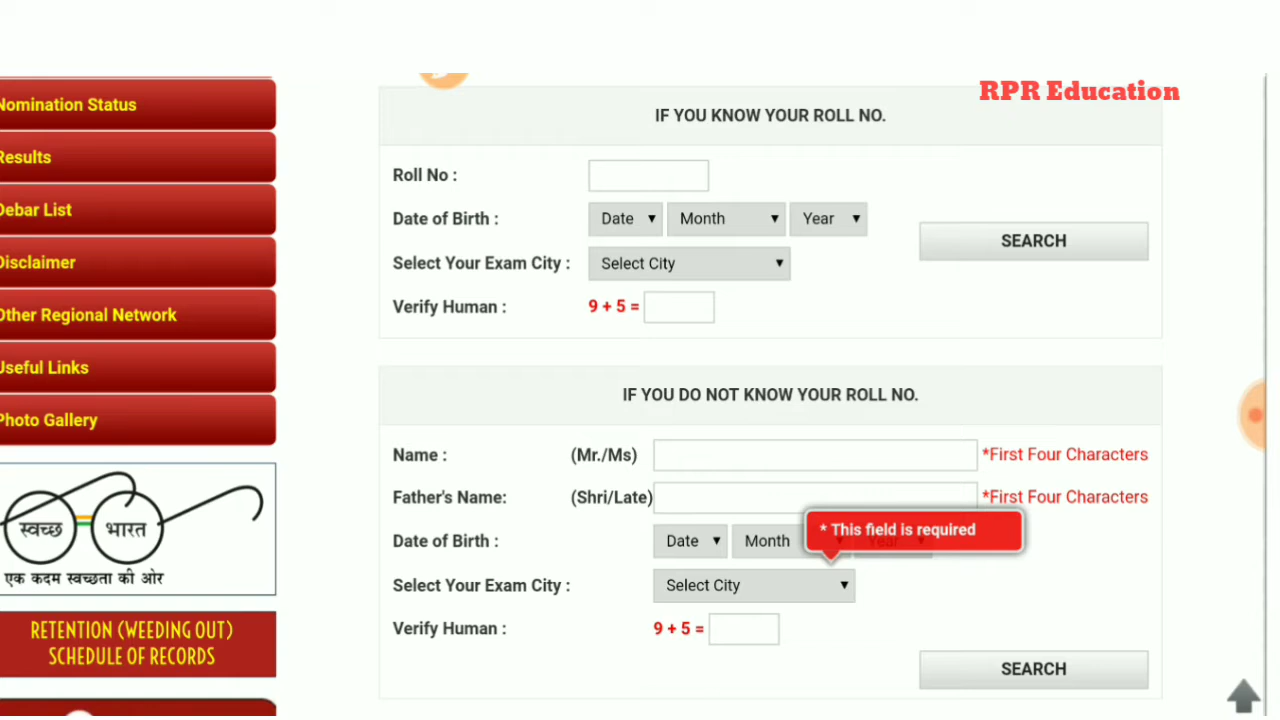 RPR Education
Nomination Status
Results
Debar List
Disclaimer
Other Regional Network
Useful Links
Photo Gallery
स्वच्छ भारत
एक कदम स्वच्छता की ओर
RETENTION (WEEDING OUT)
SCHEDULE OF RECORDS
IF YOU KNOW YOUR ROLL NO.
Roll No :
Date of Birth : Date Month Year
SEARCH
Select Your Exam City : Select City
Verify Human : 9 + 5 =
IF YOU DO NOT KNOW YOUR ROLL NO.
Name : (Mr./Ms) *First Four Characters
Father's Name: (Shri/Late) *First Four Characters
* This field is required
Date of Birth : Date Month Year
Select Your Exam City : Select City
Verify Human : 9 + 5 =
SEARCH